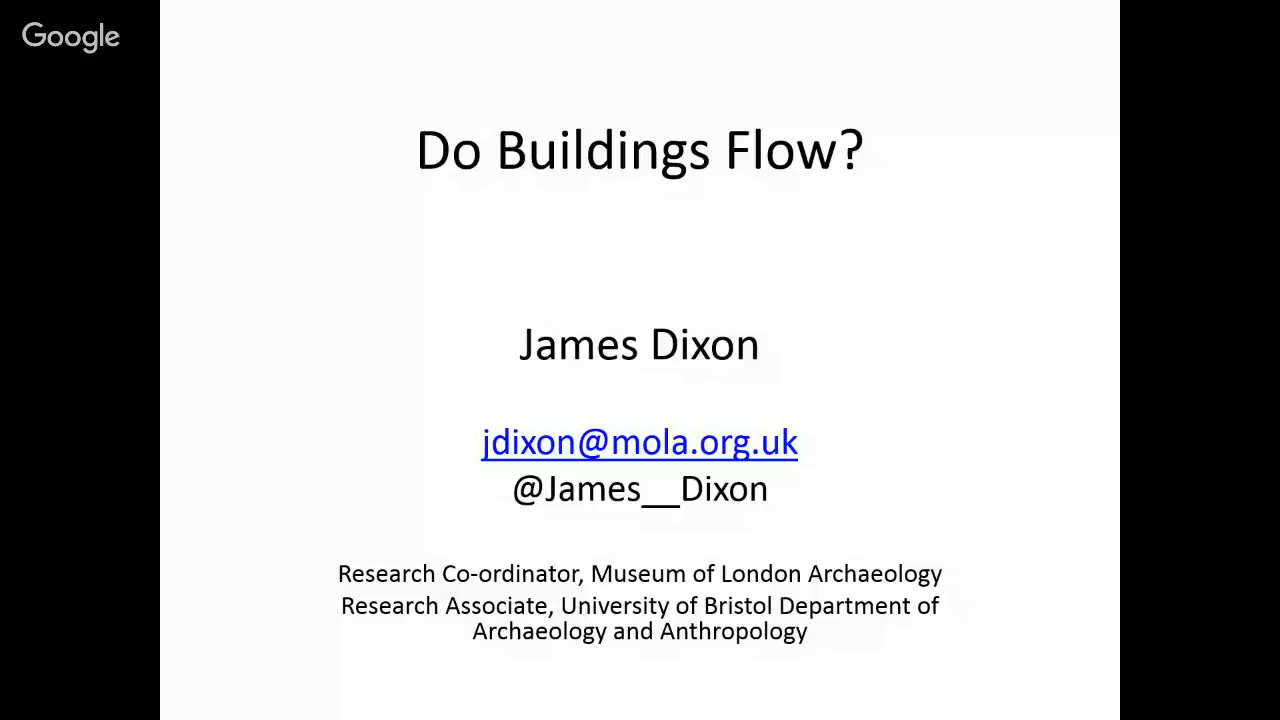 Google
Do Buildings Flow?
James Dixon
jdixon@mola.org.uk
@James__Dixon
Research Co-ordinator, Museum of London Archaeology
Research Associate, University of Bristol Department of
Archaeology and Anthropology